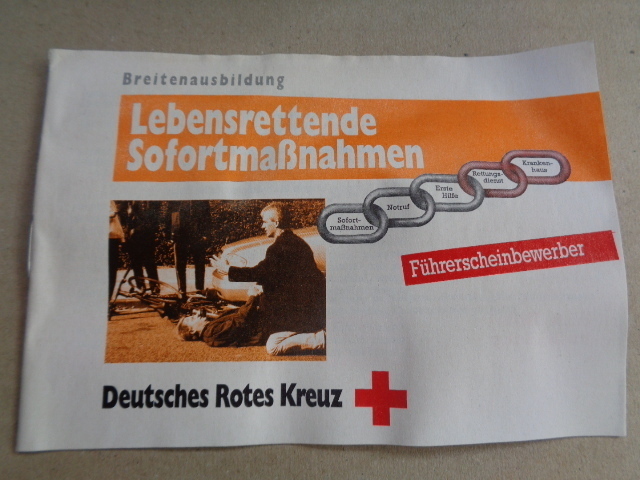 Breitenausbildung
Lebensrettende
Sofortmaßnahmen
Sofort-
maßnahmen
Notruf
Erste
Hilfe
Rettungs-
dienst
Kranken-
haus
Führerscheinbewerber
Deutsches Rotes Kreuz